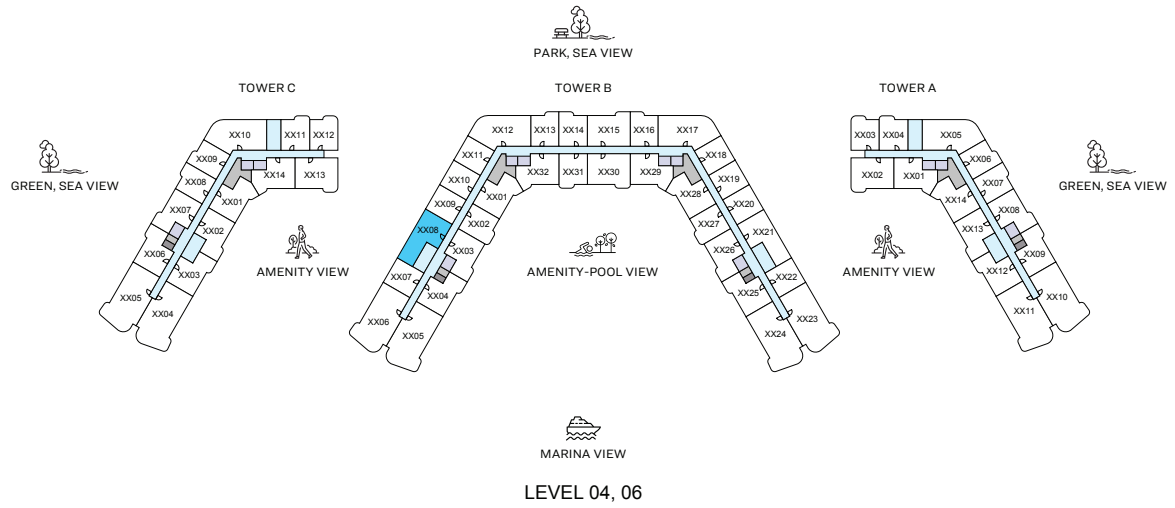 PARK, SEA VIEW
TOWER C
TOWER B
TOWER A
XX10
XX11
XX12
XX09
XX08
XX07
XX06
XX05
XX04
XX03
XX02
XX01
XX14
XX13
XX12
XX13
XX14
XX15
XX16
XX17
XX11
XX10
XX09
XX08
XX07
XX06
XX05
XX04
XX03
XX02
XX01
XX32
XX31
XX30
XX29
XX28
XX27
XX26
XX25
XX24
XX23
XX22
XX21
XX20
XX19
XX18
XX03
XX04
XX05
XX06
XX07
XX08
XX09
XX10
XX11
XX12
XX13
XX14
XX01
XX02
GREEN, SEA VIEW
AMENITY VIEW
AMENITY-POOL VIEW
AMENITY VIEW
GREEN, SEA VIEW
MARINA VIEW
LEVEL 04, 06